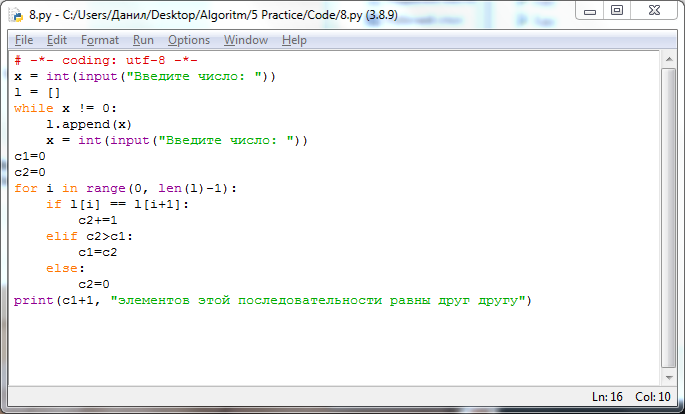 8.py - C:/Users/Данил/Desktop/Algoritm/5 Practice/Code/8.py (3.8.9)
File Edit Format Run Options Window Help
# -*- coding: utf-8 -*-
x = int(input("Введите число: "))
l = []
while x != 0:
    l.append(x)
    x = int(input("Введите число: "))
c1=0
c2=0
for i in range(0, len(l)-1):
    if l[i] == l[i+1]:
        c2+=1
    elif c2>c1:
        c1=c2
    else:
        c2=0
print(c1+1, "элементов этой последовательности равны друг другу")
Ln: 16 Col: 10